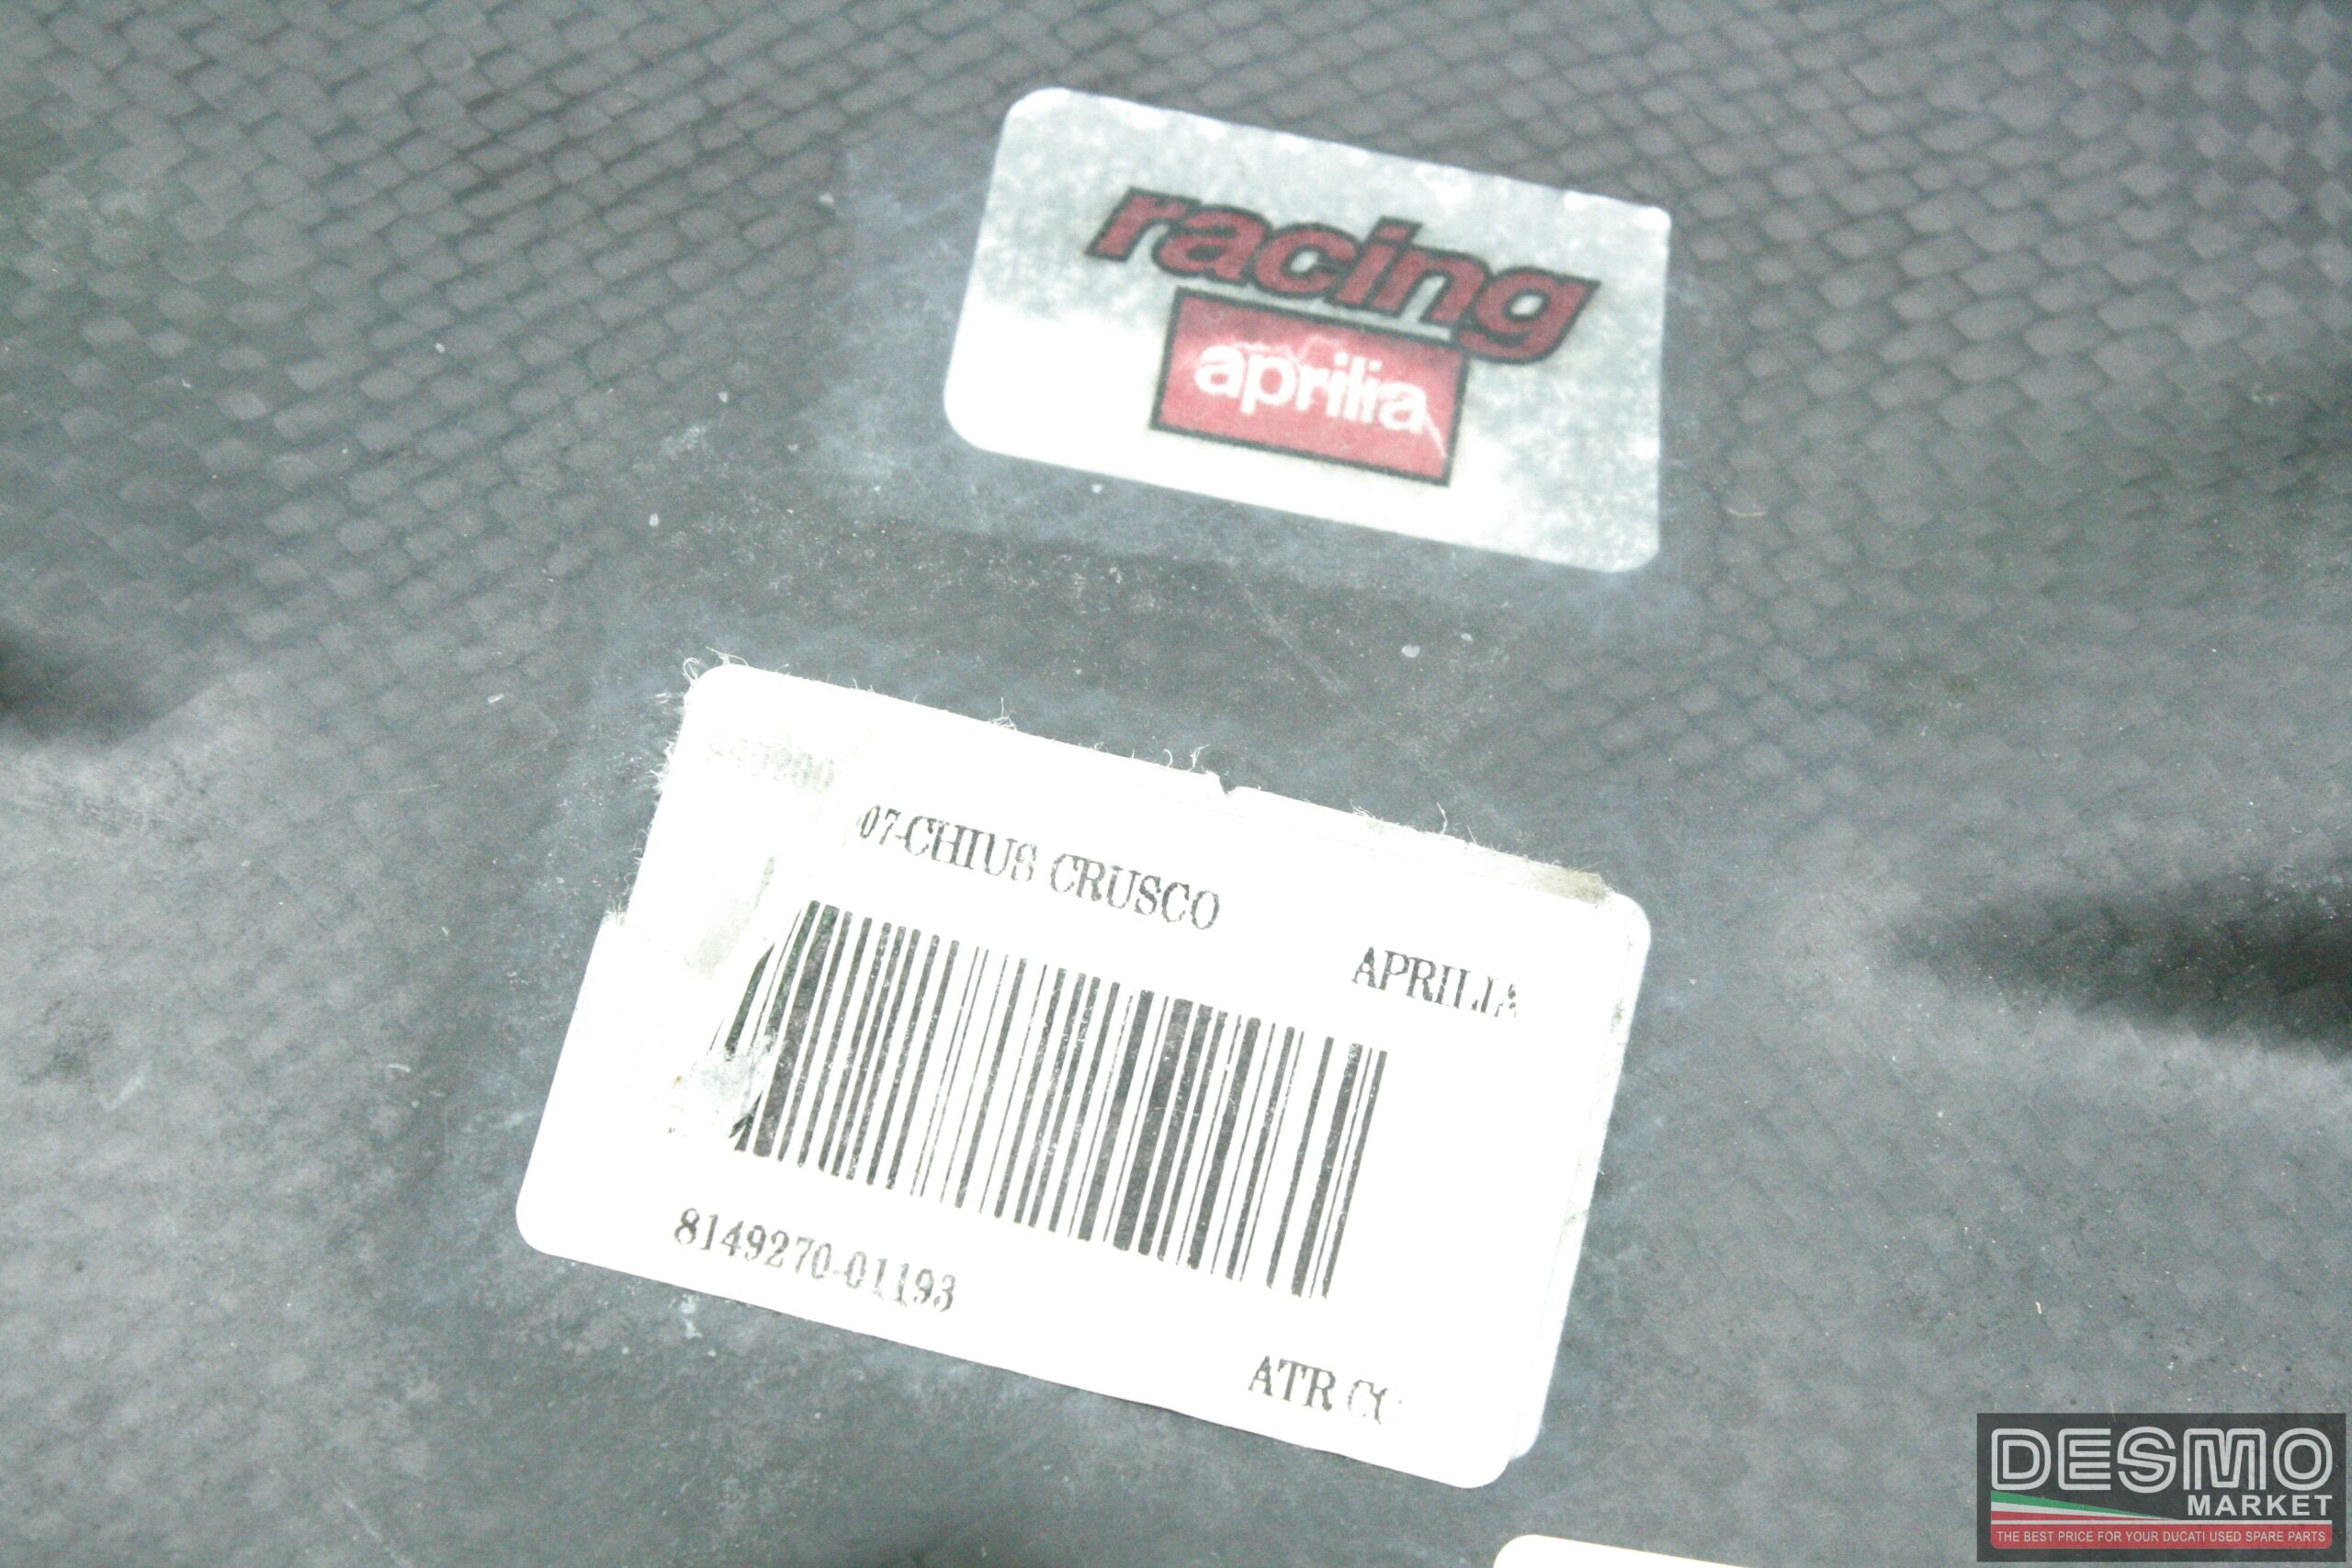 racing
aprilia
07-CHIUS CRUSCO
APRILIA
8149270-01193
ATR
DESMO
MARKET
THE BEST PRICE FOR YOUR DUCATI USED SPARE PARTS